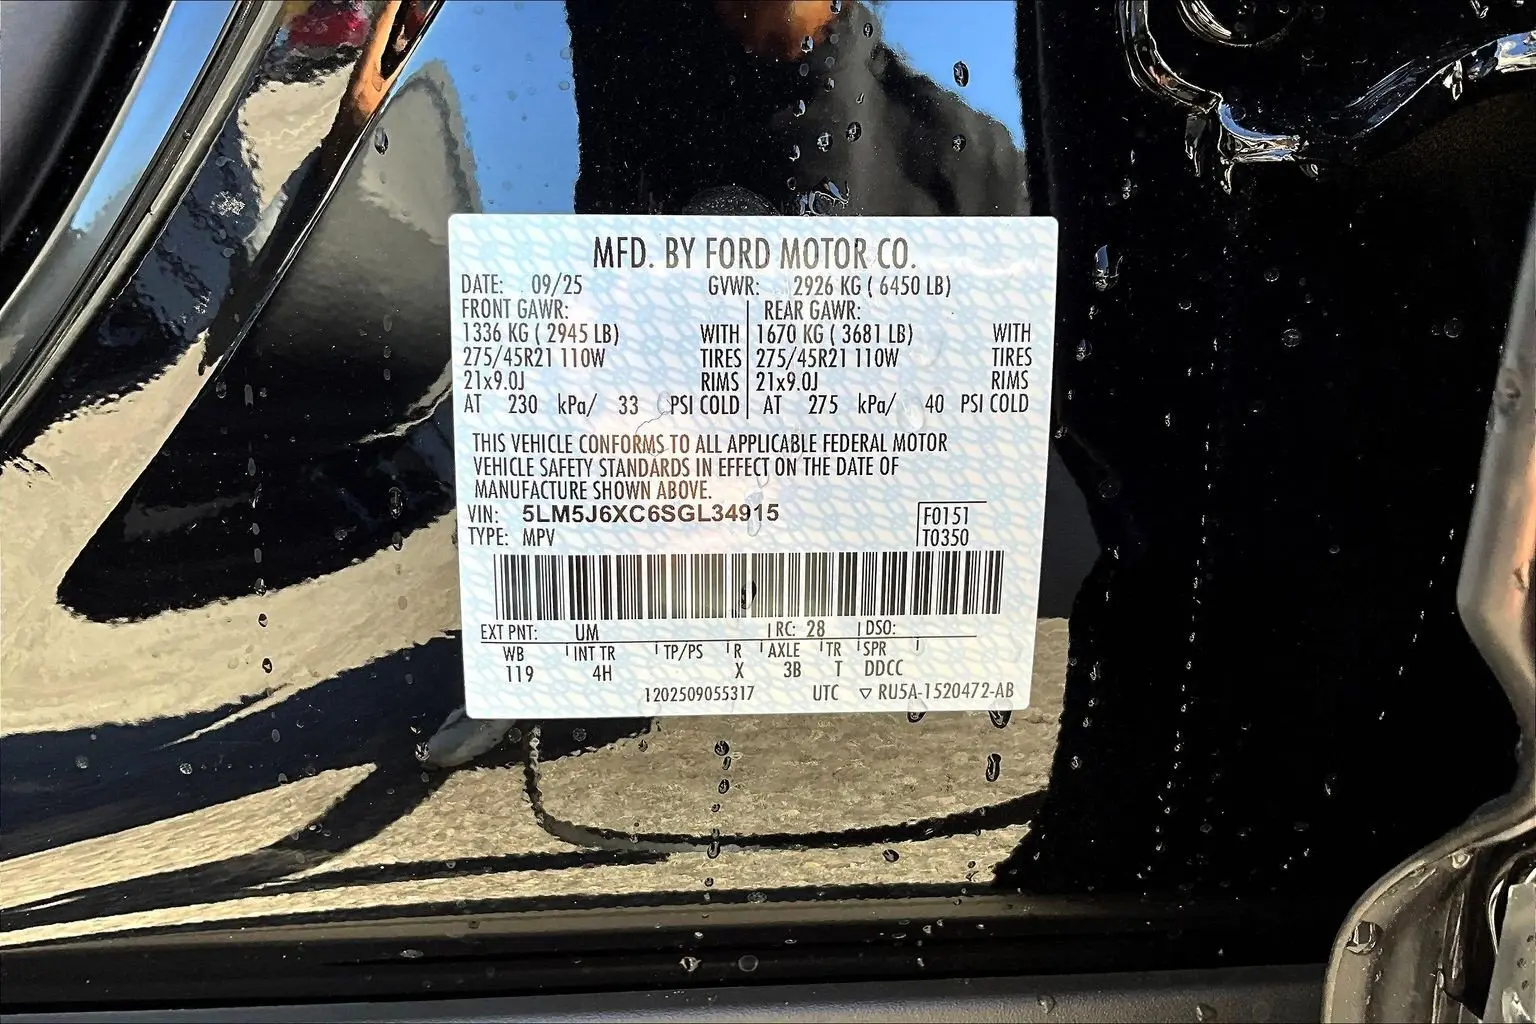 MFD. BY FORD MOTOR CO.
DATE: 09/25 GVWR: 2926 KG ( 6450 LB)
FRONT GAWR: REAR GAWR:
1336 KG ( 2945 LB) WITH 1670 KG ( 3681 LB) WITH
275/45R21 110W TIRES 275/45R21 110W TIRES
21x9.0J RIMS 21x9.0J RIMS
AT 230 kPa/ 33 PSI COLD AT 275 kPa/ 40 PSI COLD
THIS VEHICLE CONFORMS TO ALL APPLICABLE FEDERAL MOTOR
VEHICLE SAFETY STANDARDS IN EFFECT ON THE DATE OF
MANUFACTURE SHOWN ABOVE.
VIN: 5LM5J6XC6SGL34915 F0151
TYPE: MPV T0350
EXT PNT: UM RC: 28 DSO:
WB INT TR TP/PS R AXLE TR SPR
119 4H X 3B T DDCC
1202509055317 UTC ▽ RU5A-1520472-AB